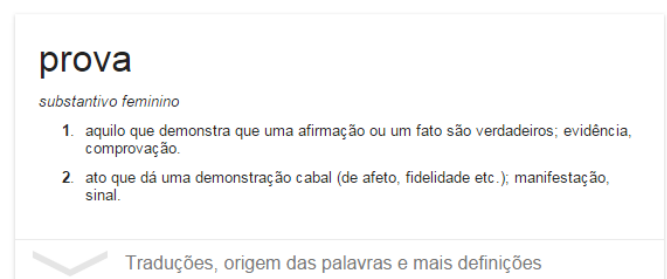 prova
substantivo feminino
1. aquilo que demonstra que uma afirmação ou um fato são verdadeiros; evidência,
comprovação.
2. ato que dá uma demonstração cabal (de afeto, fidelidade etc.); manifestação,
sinal.
Traduções, origem das palavras e mais definições